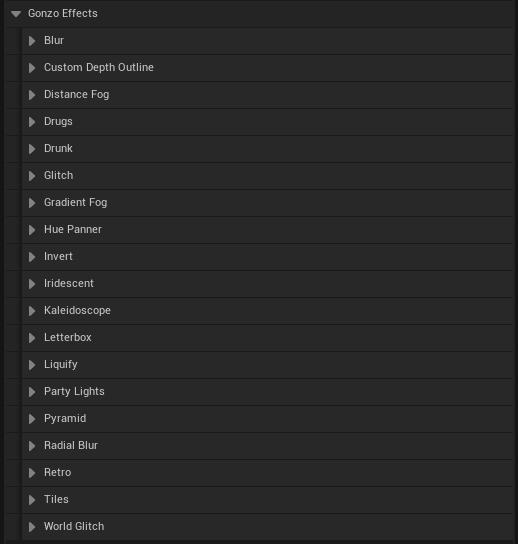 Gonzo Effects
Blur
Custom Depth Outline
Distance Fog
Drugs
Drunk
Glitch
Gradient Fog
Hue Panner
Invert
Iridescent
Kaleidoscope
Letterbox
Liquify
Party Lights
Pyramid
Radial Blur
Retro
Tiles
World Glitch